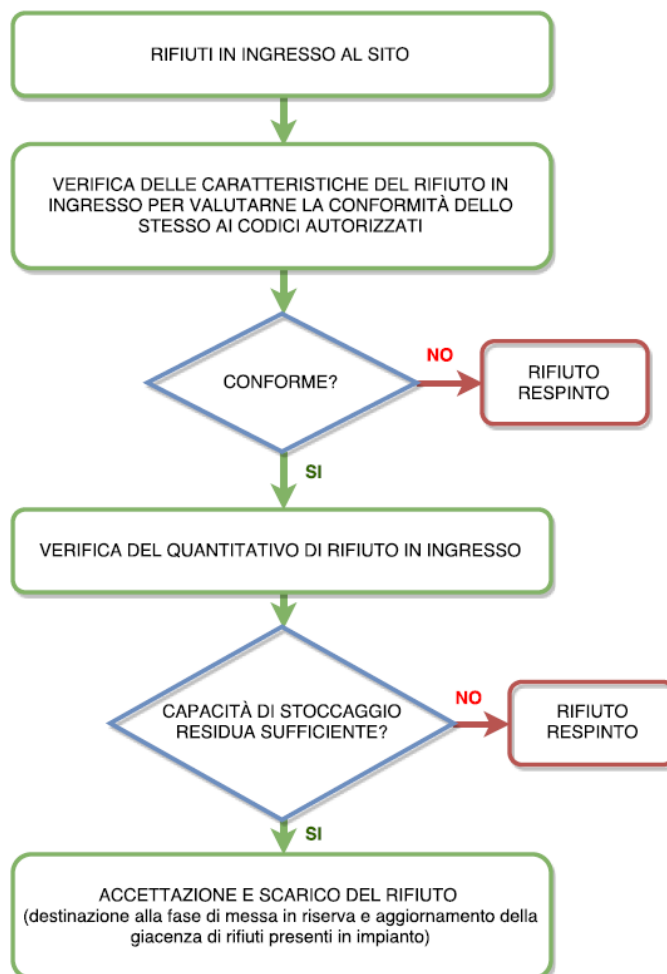 RIFIUTI IN INGRESSO AL SITO
VERIFICA DELLE CARATTERISTICHE DEL RIFIUTO IN
INGRESSO PER VALUTARNE LA CONFORMITÀ DELLO
STESSO AI CODICI AUTORIZZATI
CONFORME?
NO
RIFIUTO
RESPINTO
SI
VERIFICA DEL QUANTITATIVO DI RIFIUTO IN INGRESSO
CAPACITÀ DI STOCCAGGIO
RESIDUA SUFFICIENTE?
NO
RIFIUTO
RESPINTO
SI
ACCETTAZIONE E SCARICO DEL RIFIUTO
(destinazione alla fase di messa in riserva e aggiornamento della
giacenza di rifiuti presenti in impianto)